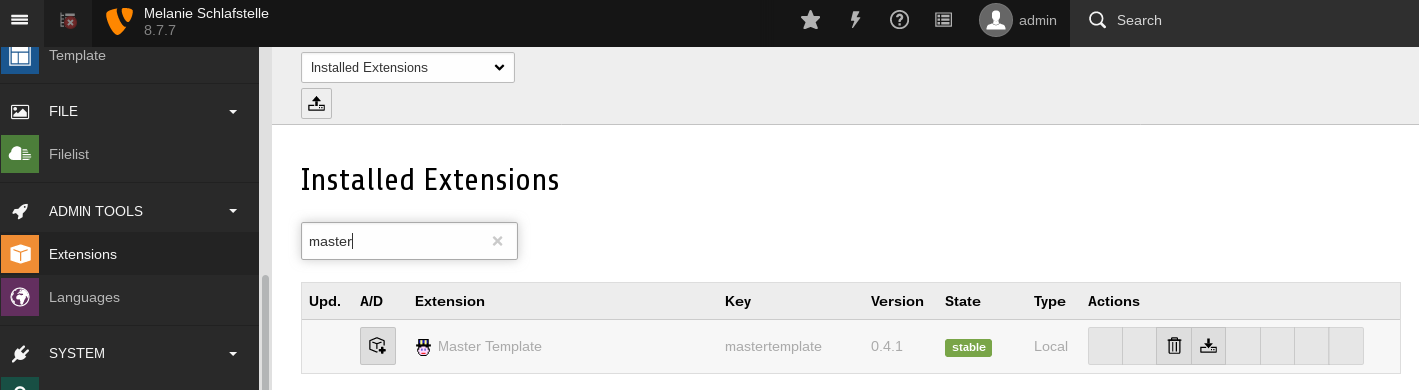 Melanie Schlafstelle
8.7.7
admin
Search
Template
FILE
Filelist
ADMIN TOOLS
Extensions
Languages
SYSTEM
Installed Extensions
Installed Extensions
master
Upd. A/D Extension Key Version State Type Actions
Master Template mastertemplate 0.4.1 stable Local